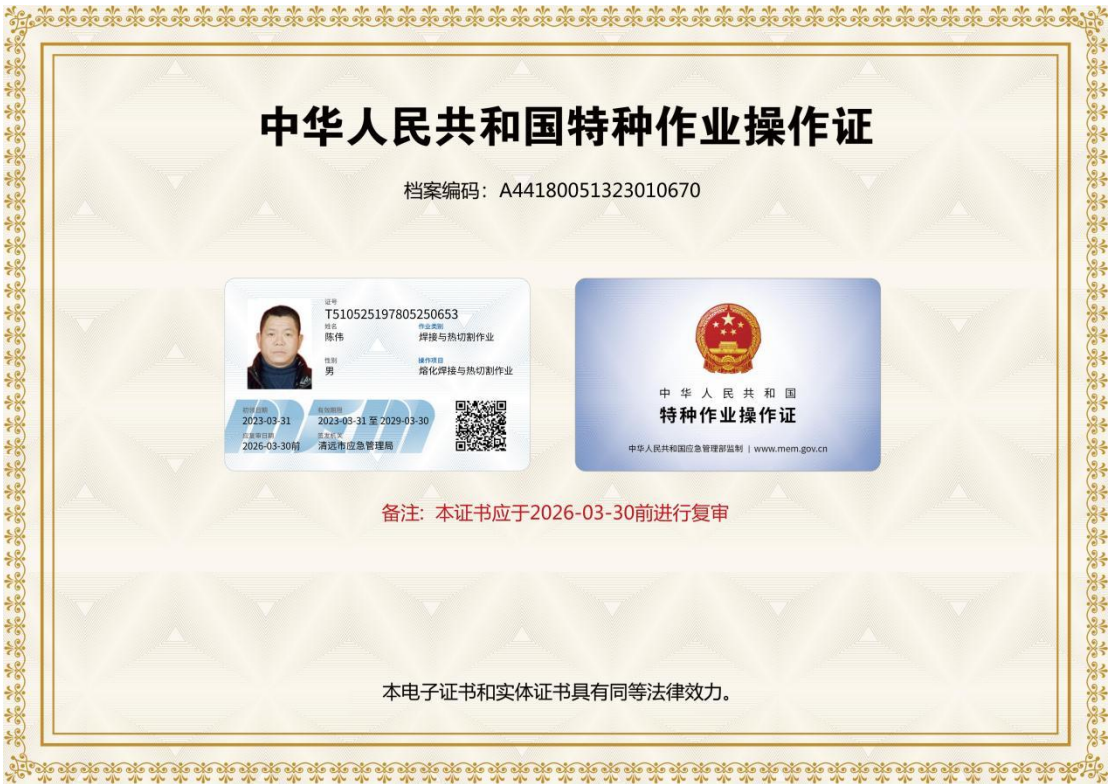 中华人民共和国特种作业操作证
档案编码：A44180051323010670
证号
T510525197805250653
姓名
陈伟
作业类别
焊接与热切割作业
性别
男
操作项目
熔化焊接与热切割作业
初领日期
2023-03-31
有效期限
2023-03-31 至 2029-03-30
应复审日期
2026-03-30前
签发机关
清远市应急管理局
中华人民共和国
特种作业操作证
中华人民共和国应急管理部监制 | www.mem.gov.cn
备注: 本证书应于2026-03-30前进行复审
本电子证书和实体证书具有同等法律效力。